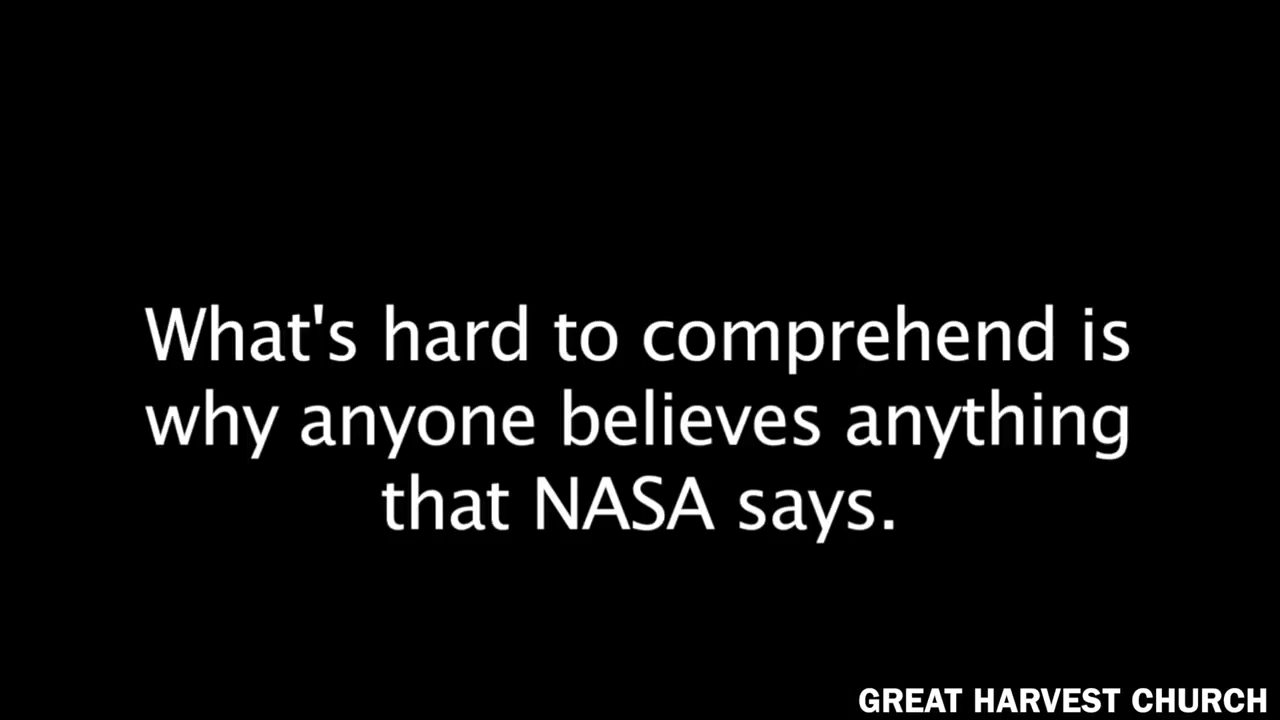 What's hard to comprehend is
why anyone believes anything
that NASA says.
GREAT HARVEST CHURCH